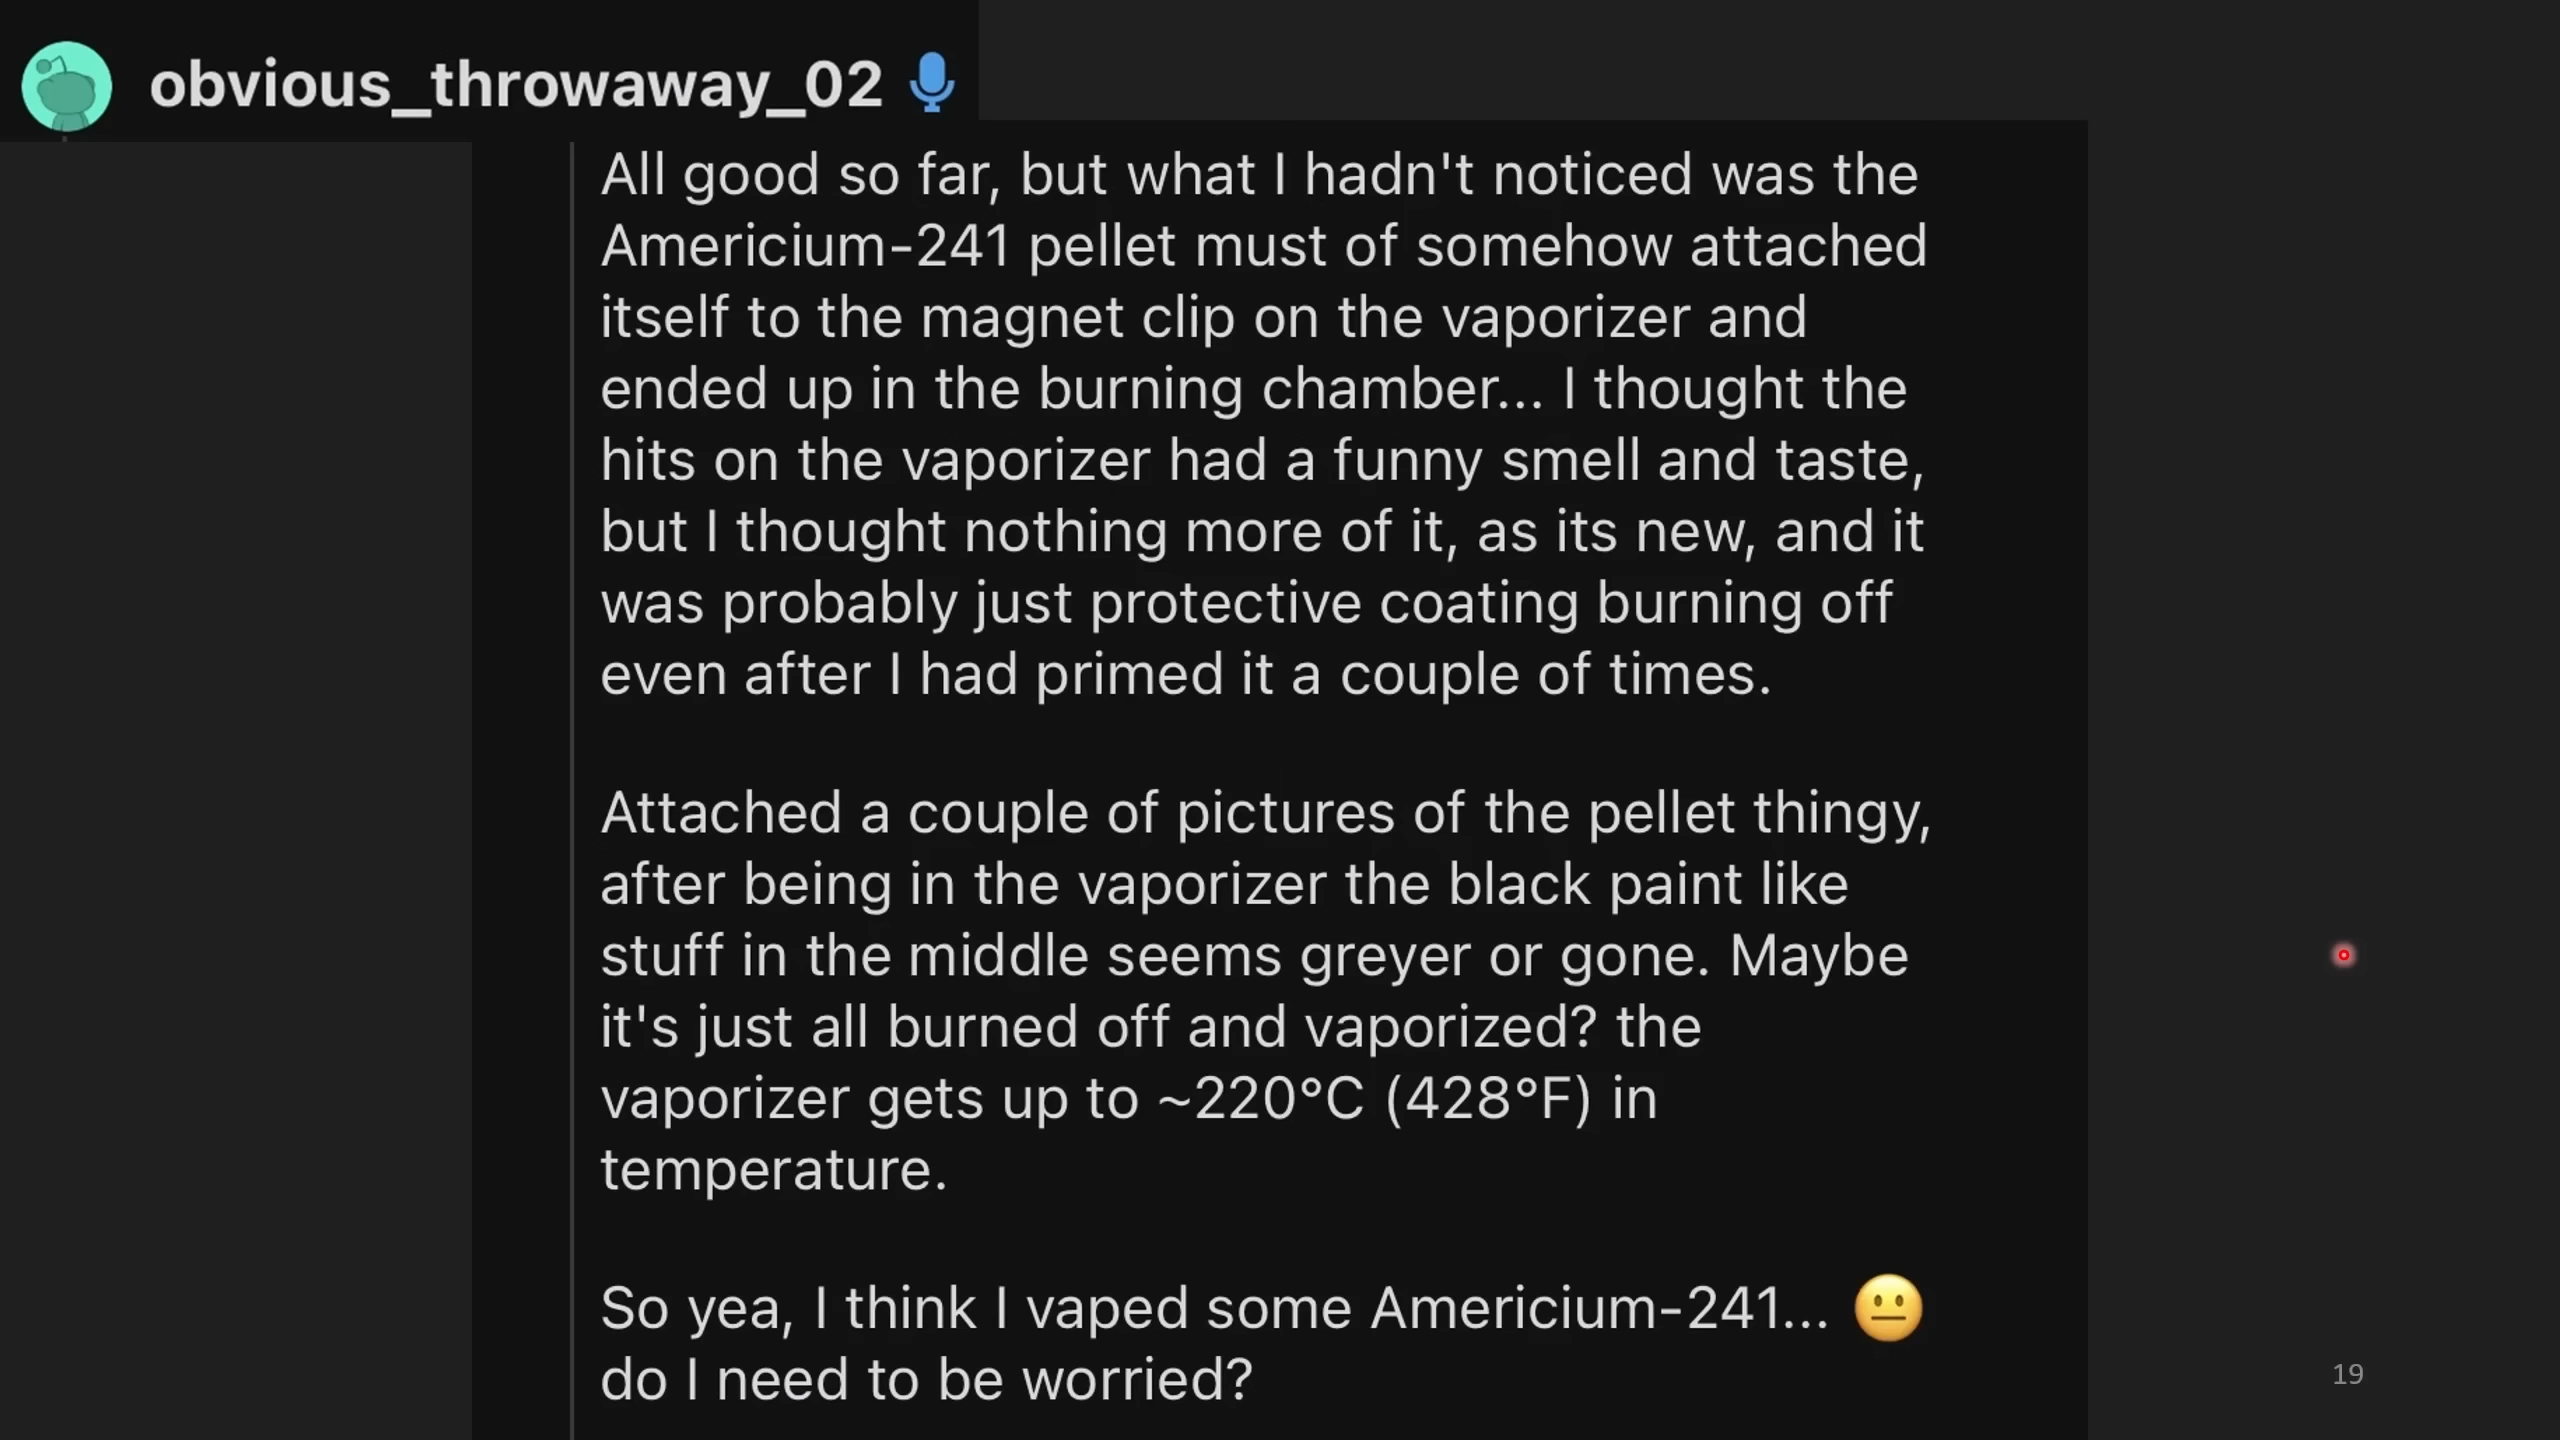 obvious_throwaway_02
All good so far, but what I hadn't noticed was the
Americium-241 pellet must of somehow attached
itself to the magnet clip on the vaporizer and
ended up in the burning chamber... I thought the
hits on the vaporizer had a funny smell and taste,
but I thought nothing more of it, as its new, and it
was probably just protective coating burning off
even after I had primed it a couple of times.
Attached a couple of pictures of the pellet thingy,
after being in the vaporizer the black paint like
stuff in the middle seems greyer or gone. Maybe
it's just all burned off and vaporized? the
vaporizer gets up to ~220°C (428°F) in
temperature.
So yea, I think I vaped some Americium-241... 😐
do I need to be worried?
19